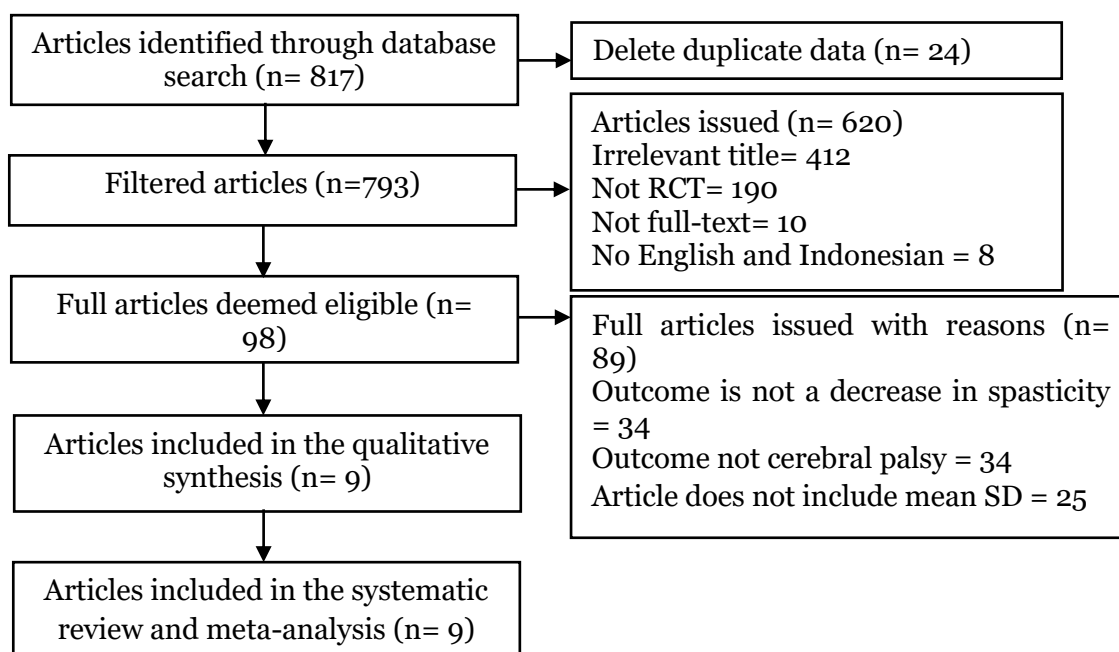 Articles identified through database
search (n= 817)
Delete duplicate data (n= 24)
Filtered articles (n=793)
Articles issued (n= 620)
Irrelevant title= 412
Not RCT= 190
Not full-text= 10
No English and Indonesian = 8
Full articles deemed eligible (n=
98)
Full articles issued with reasons (n=
89)
Outcome is not a decrease in spasticity
= 34
Outcome not cerebral palsy = 34
Article does not include mean SD = 25
Articles included in the qualitative
synthesis (n= 9)
Articles included in the systematic
review and meta-analysis (n= 9)